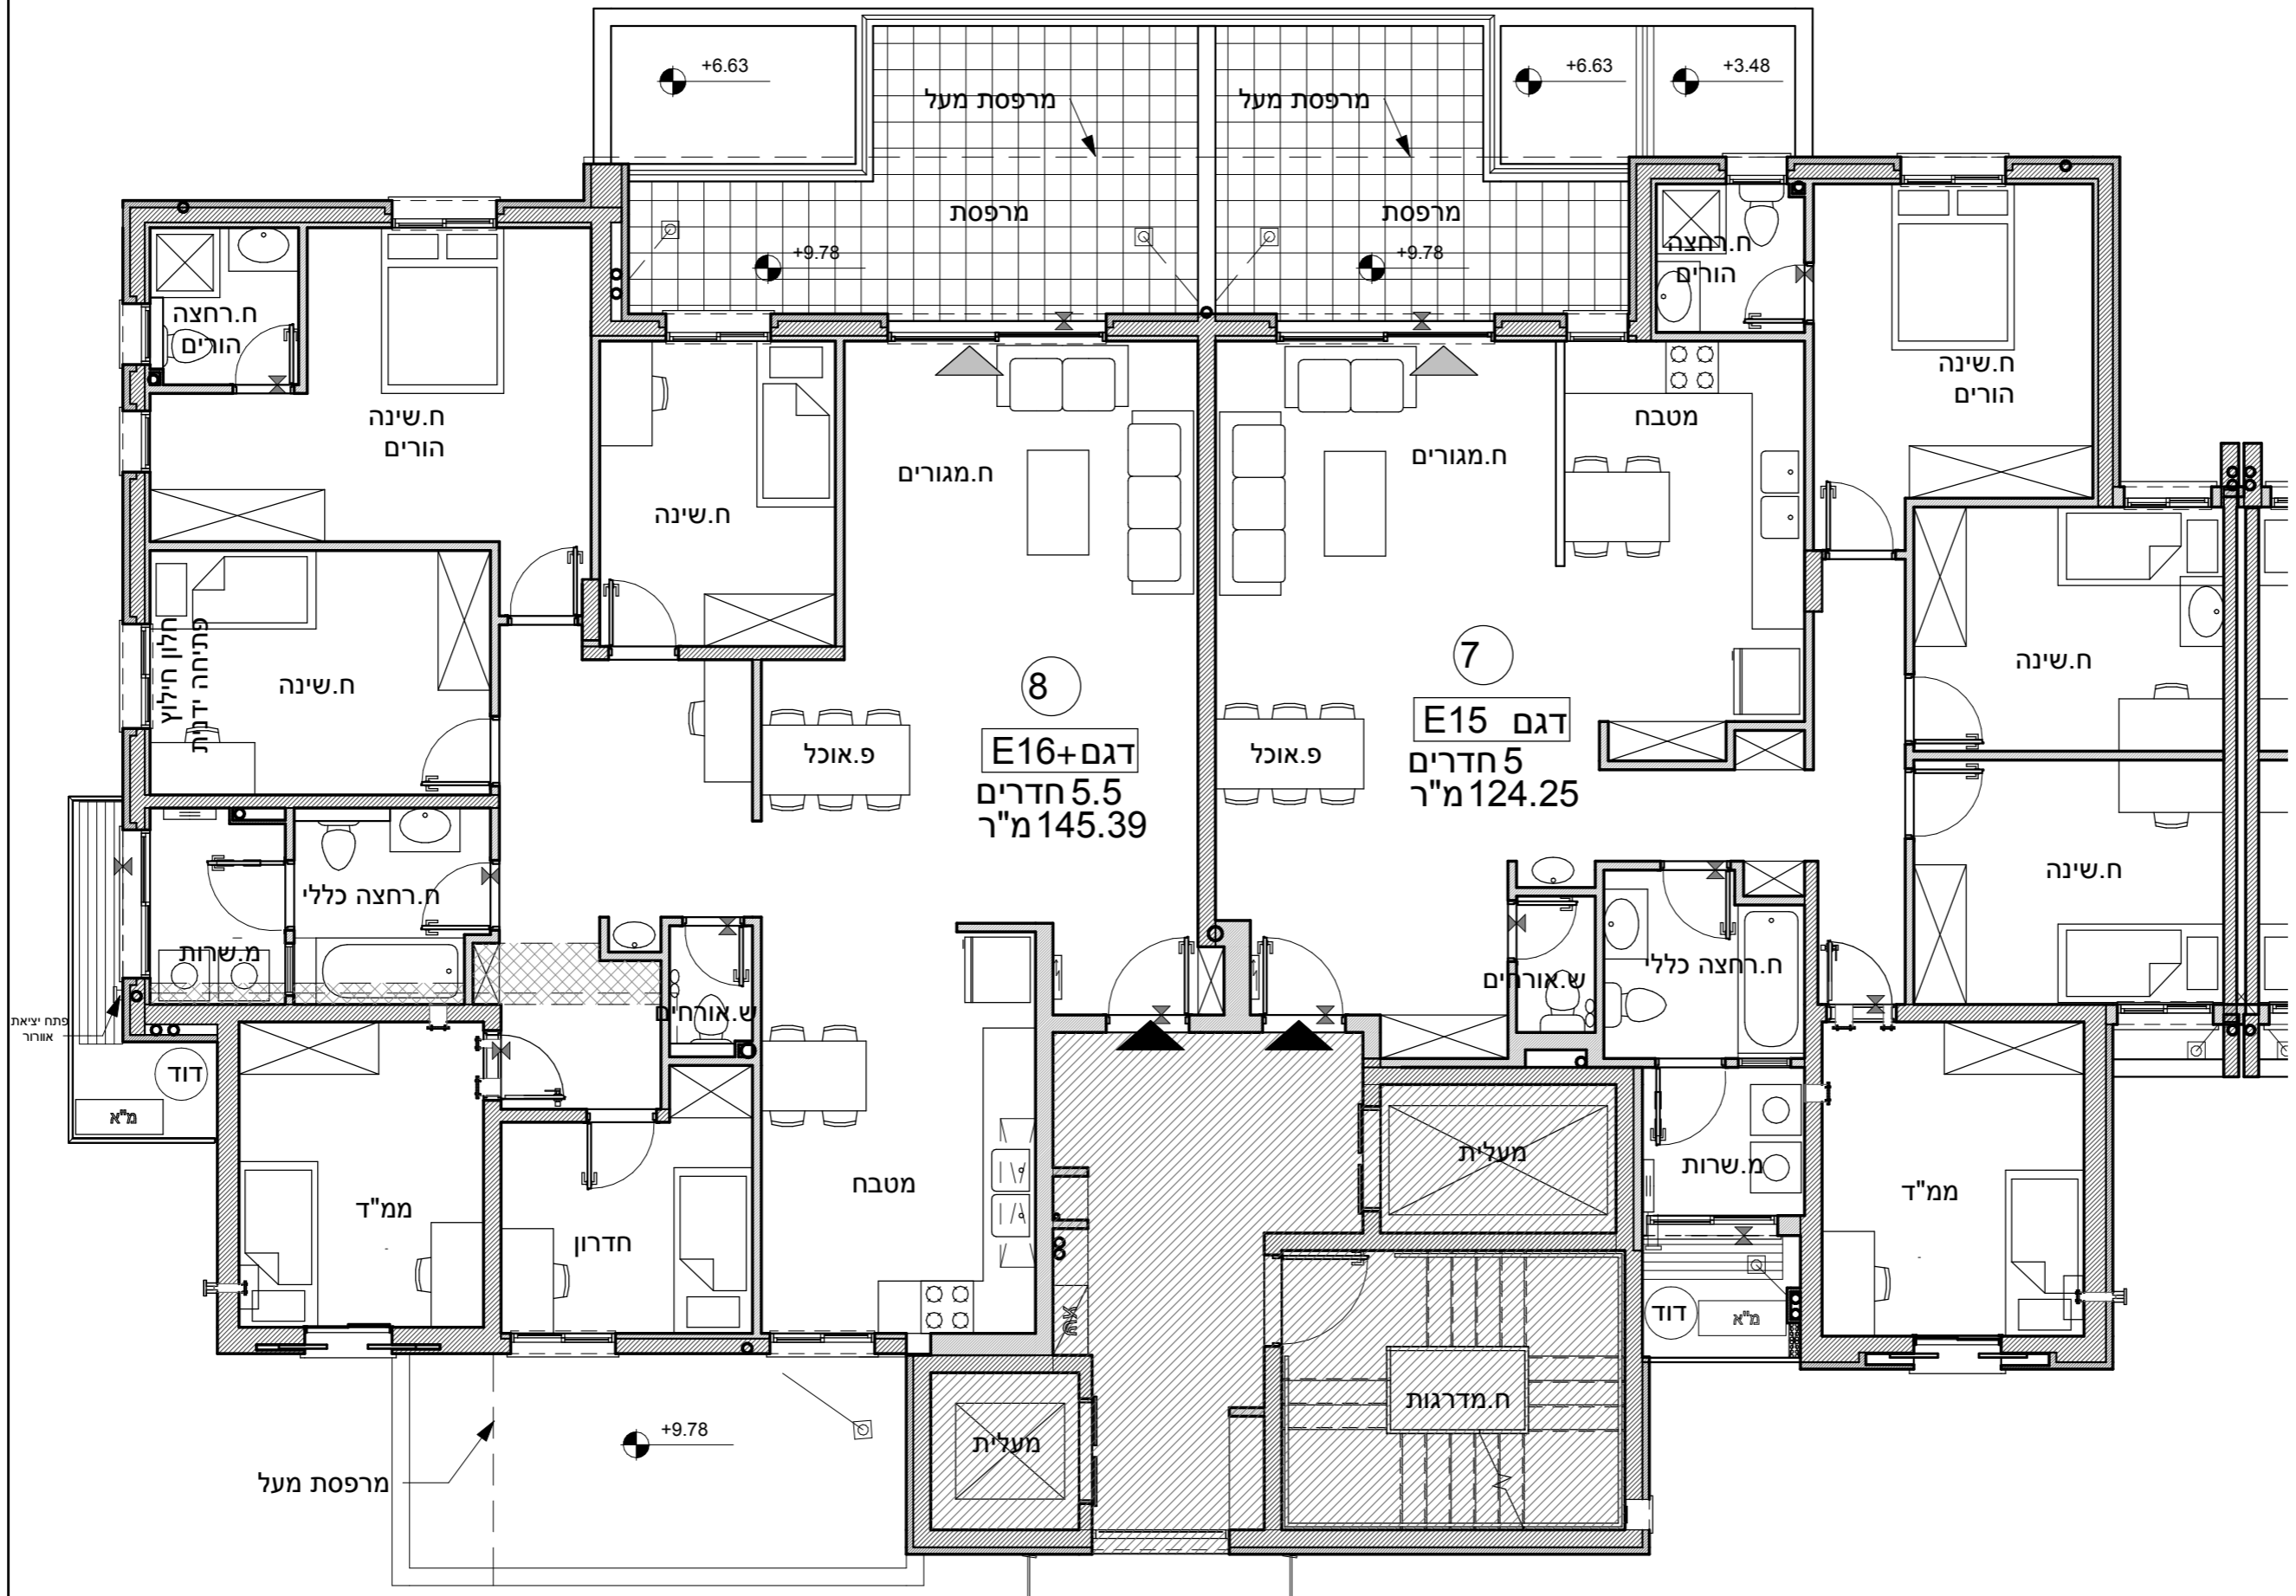 +6.63
+6.63
+3.48
מרפסת מעל
מרפסת מעל
מרפסת
מרפסת
+9.78
+9.78
ח.רחצה
הורים
ח.רחצה
הורים
ח.שינה
הורים
ח.שינה
הורים
ח.מגורים
ח.מגורים
מטבח
ח.שינה
ח.שינה
חלון חילוץ
פתיחה ידנית
ח.שינה
8
דגם E16+
5.5 חדרים
145.39 מ"ר
7
דגם E15
5 חדרים
124.25 מ"ר
פ.אוכל
פ.אוכל
ח.שינה
ח.רחצה כללי
מ.שרות
ש.אורחים
ש.אורחים
ח.רחצה כללי
פתח יציאת
אוורור
דוד
מ"א
ממ"ד
חדרון
מטבח
מעלית
מ.שרות
ממ"ד
דוד
מ"א
אש
ח.מדרגות
מעלית
+9.78
מרפסת מעל